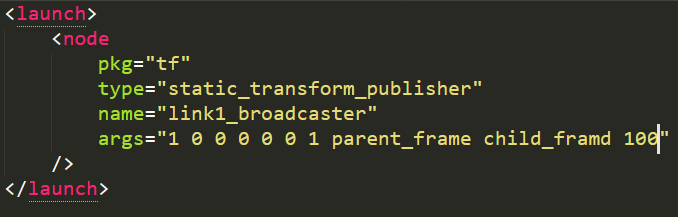 <launch>
<node
pkg="tf"
type="static_transform_publisher"
name="link1_broadcaster"
args="1 0 0 0 0 0 1 parent_frame child_framd 100"
/>
</launch>